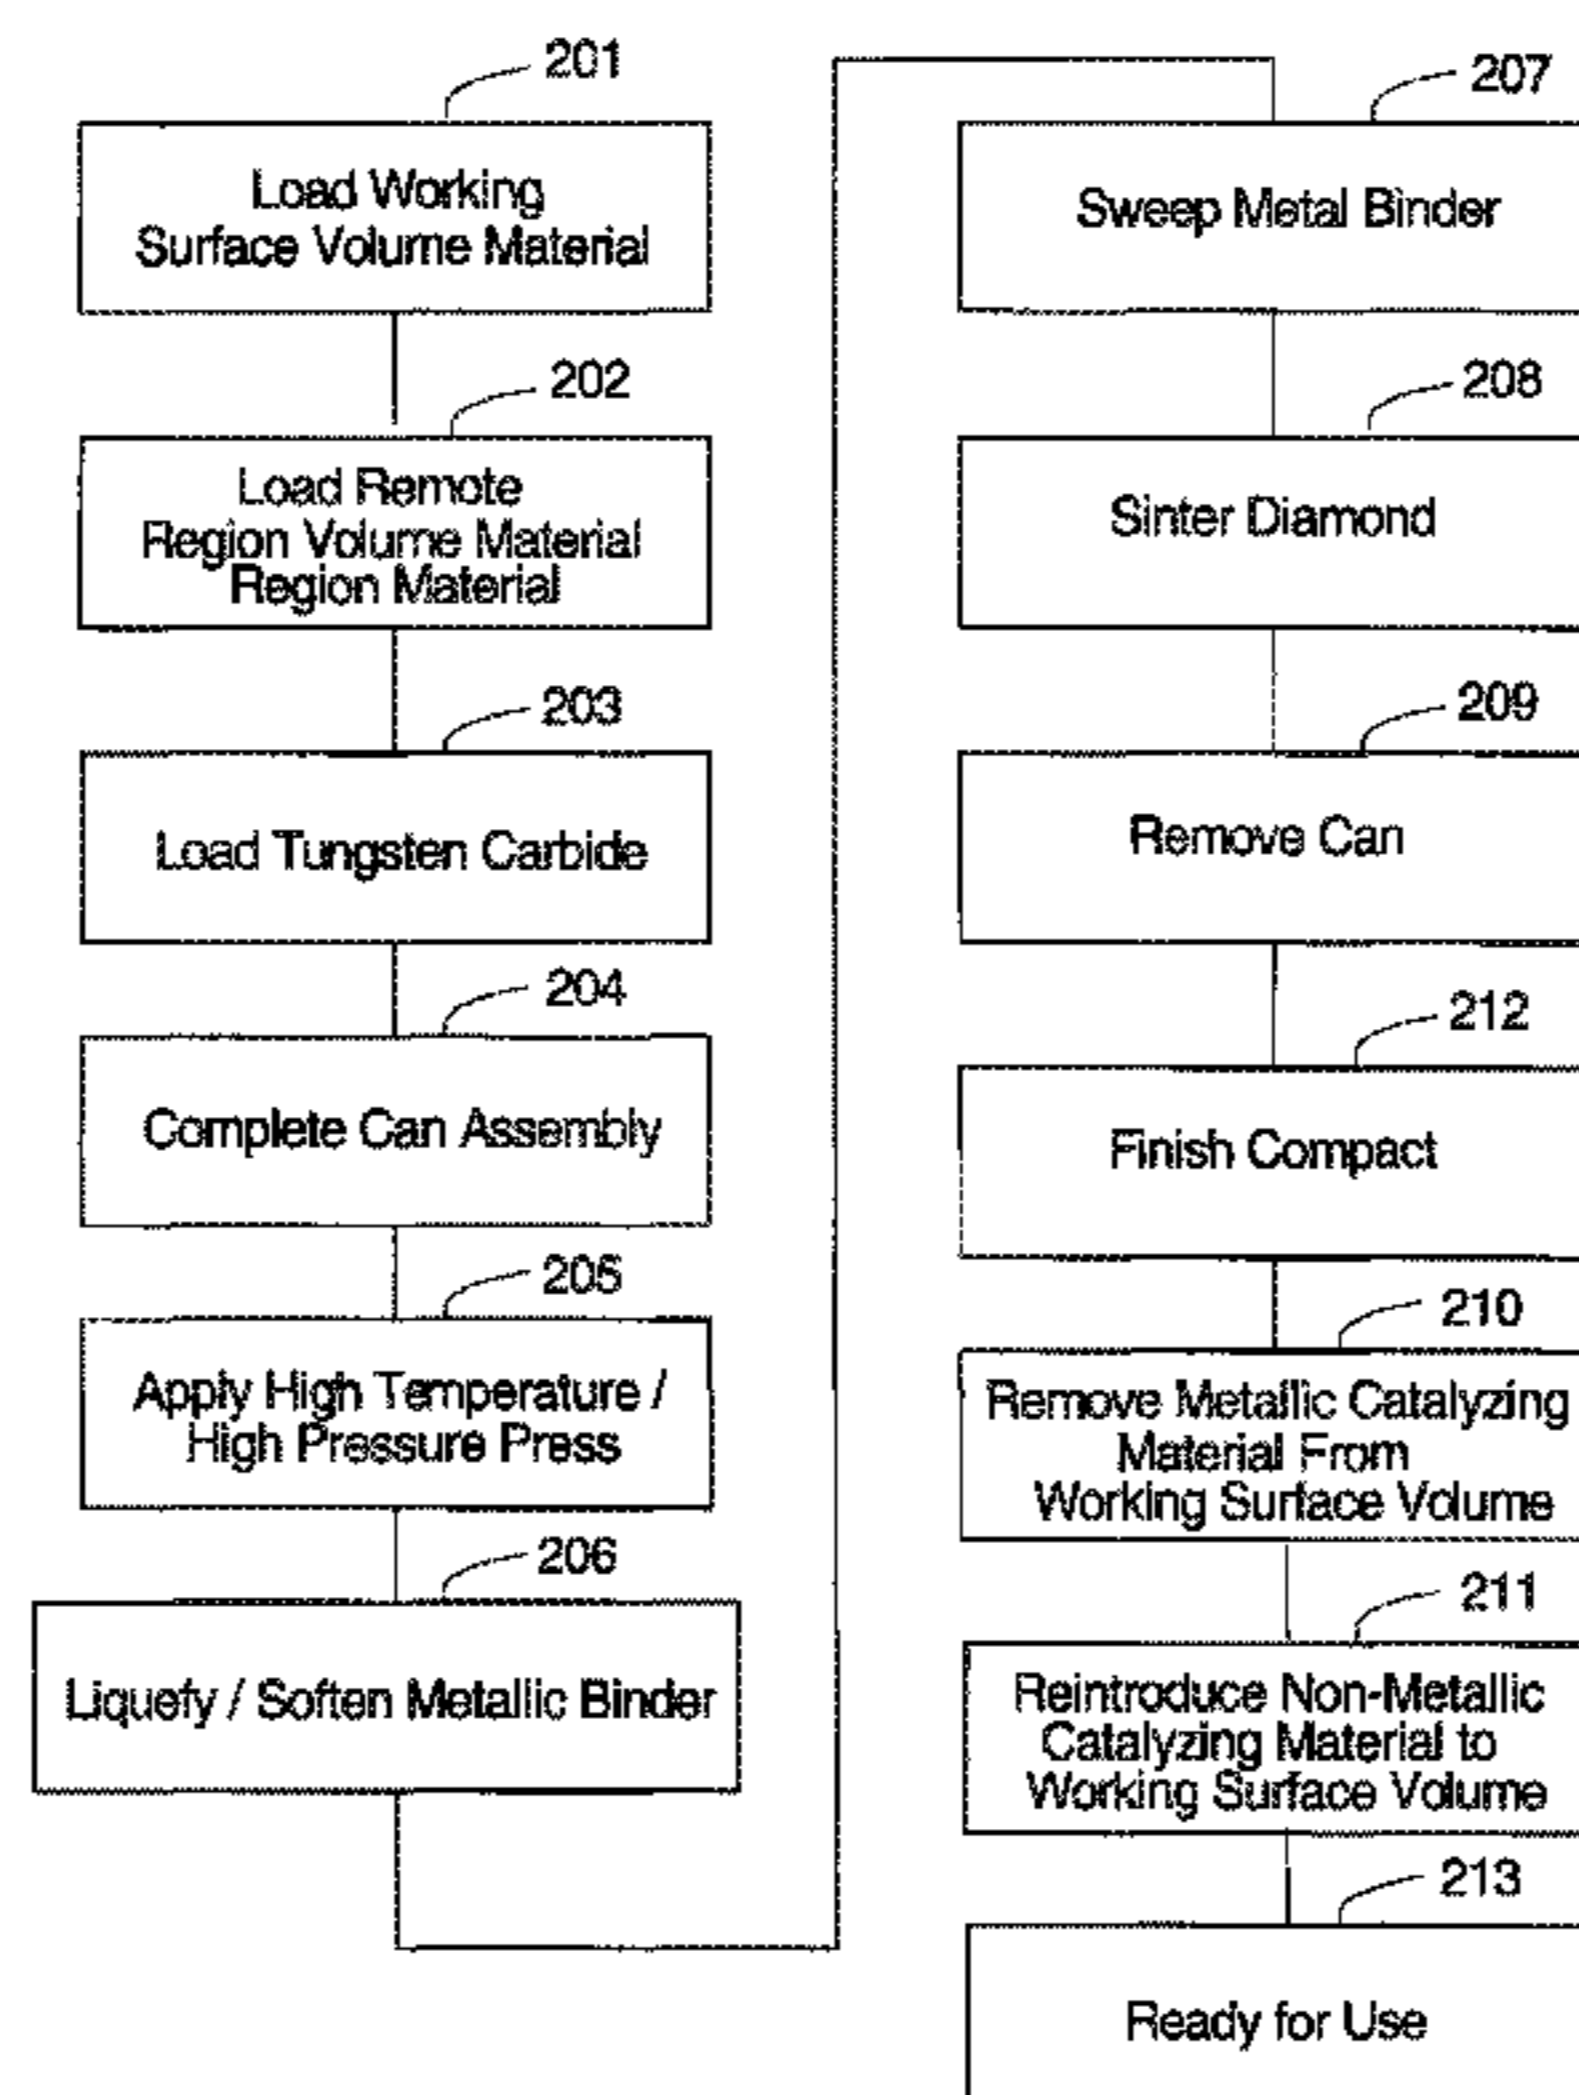 201
Load Working
Surface Volume Material
202
Load Remote
Region Volume Material
Region Material
203
Load Tungsten Carbide
204
Complete Can Assembly
205
Apply High Temperature /
High Pressure Press
206
Liquefy / Soften Metallic Binder
207
Sweep Metal Binder
208
Sinter Diamond
209
Remove Can
212
Finish Compact
210
Remove Metallic Catalyzing
Material From
Working Surface Volume
211
Reintroduce Non-Metallic
Catalyzing Material to
Working Surface Volume
213
Ready for Use